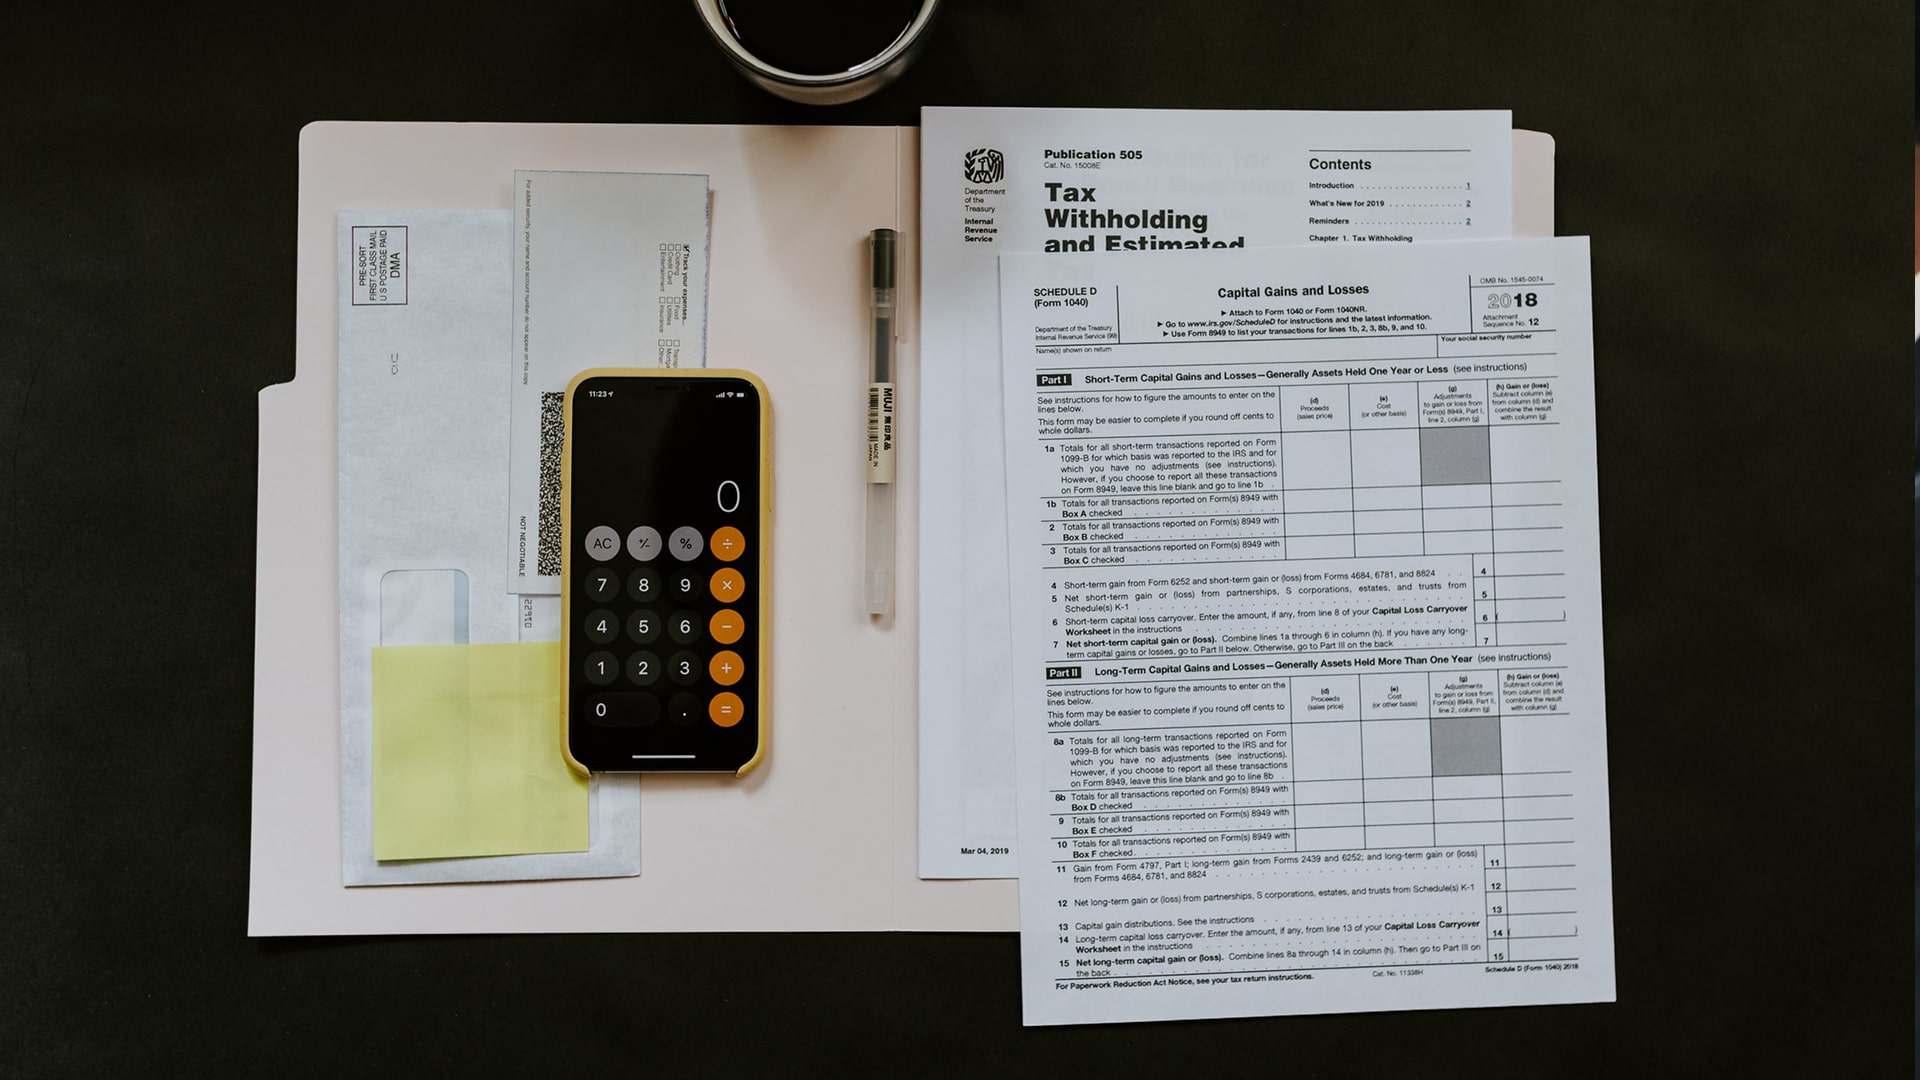 PRE-SORT
FIRST CLASS MAIL
U S POSTAGE PAID
DMA
For added security, your name and account number do not appear on this copy.
Track your expenses...
Clothing
Food
Credit Card
Utilities
Entertainment
Insurance
NOT NEGOTIABLE
11:23
0
AC
+/-
%
÷
7
8
9
×
4
5
6
−
1
2
3
+
0
.
=
MUJI 無印良品
MADE IN
JAPAN
Department
of the
Treasury
Internal
Revenue
Service
Publication 505
Cat. No. 15008E
Tax
Withholding
and Estimated
Contents
Introduction . . . . . . . . . . . . . . . . . . 1
What's New for 2019 . . . . . . . . . . . . . 2
Reminders . . . . . . . . . . . . . . . . . . . 2
Chapter 1. Tax Withholding
Mar 04, 2019
SCHEDULE D
(Form 1040)
Department of the Treasury
Internal Revenue Service (99)
Capital Gains and Losses
▶ Attach to Form 1040 or Form 1040NR.
▶ Go to www.irs.gov/ScheduleD for instructions and the latest information.
▶ Use Form 8949 to list your transactions for lines 1b, 2, 3, 8b, 9, and 10.
OMB No. 1545-0074
2018
Attachment
Sequence No. 12
Name(s) shown on return
Your social security number
Part I Short-Term Capital Gains and Losses—Generally Assets Held One Year or Less (see instructions)
See instructions for how to figure the amounts to enter on the
lines below.
This form may be easier to complete if you round off cents to
whole dollars.
(d)
Proceeds
(sales price)
(e)
Cost
(or other basis)
(g)
Adjustments
to gain or loss from
Form(s) 8949, Part I,
line 2, column (g)
(h) Gain or (loss)
Subtract column (e)
from column (d) and
combine the result
with column (g)
1a Totals for all short-term transactions reported on Form
1099-B for which basis was reported to the IRS and for
which you have no adjustments (see instructions).
However, if you choose to report all these transactions
on Form 8949, leave this line blank and go to line 1b .
1b Totals for all transactions reported on Form(s) 8949 with
Box A checked
2 Totals for all transactions reported on Form(s) 8949 with
Box B checked
3 Totals for all transactions reported on Form(s) 8949 with
Box C checked
4 Short-term gain from Form 6252 and short-term gain or (loss) from Forms 4684, 6781, and 8824 . . 4
5 Net short-term gain or (loss) from partnerships, S corporations, estates, and trusts from
Schedule(s) K-1 5
6 Short-term capital loss carryover. Enter the amount, if any, from line 8 of your Capital Loss Carryover
Worksheet in the instructions 6 ( )
7 Net short-term capital gain or (loss). Combine lines 1a through 6 in column (h). If you have any long-
term capital gains or losses, go to Part II below. Otherwise, go to Part III on the back 7
Part II Long-Term Capital Gains and Losses—Generally Assets Held More Than One Year (see instructions)
See instructions for how to figure the amounts to enter on the
lines below.
This form may be easier to complete if you round off cents to
whole dollars.
(d)
Proceeds
(sales price)
(e)
Cost
(or other basis)
(g)
Adjustments
to gain or loss from
Form(s) 8949, Part II,
line 2, column (g)
(h) Gain or (loss)
Subtract column (e)
from column (d) and
combine the result
with column (g)
8a Totals for all long-term transactions reported on Form
1099-B for which basis was reported to the IRS and for
which you have no adjustments (see instructions).
However, if you choose to report all these transactions
on Form 8949, leave this line blank and go to line 8b .
8b Totals for all transactions reported on Form(s) 8949 with
Box D checked
9 Totals for all transactions reported on Form(s) 8949 with
Box E checked
10 Totals for all transactions reported on Form(s) 8949 with
Box F checked.
11 Gain from Form 4797, Part I; long-term gain from Forms 2439 and 6252; and long-term gain or (loss)
from Forms 4684, 6781, and 8824 11
12 Net long-term gain or (loss) from partnerships, S corporations, estates, and trusts from Schedule(s) K-1 12
13 Capital gain distributions. See the instructions 13
14 Long-term capital loss carryover. Enter the amount, if any, from line 13 of your Capital Loss Carryover
Worksheet in the instructions 14 ( )
15 Net long-term capital gain or (loss). Combine lines 8a through 14 in column (h). Then go to Part III on
the back 15
For Paperwork Reduction Act Notice, see your tax return instructions. Cat. No. 11338H Schedule D (Form 1040) 2018